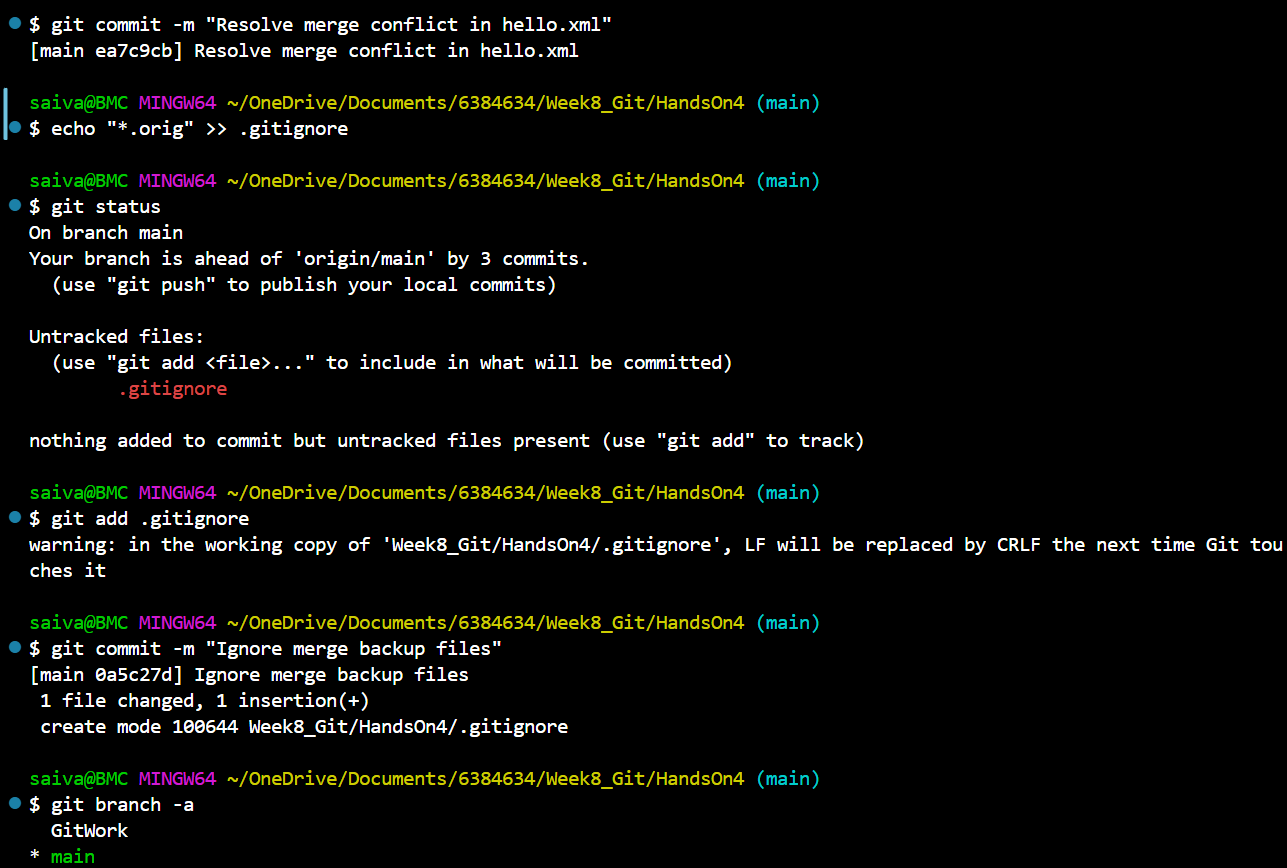 $ git commit -m "Resolve merge conflict in hello.xml"
[main ea7c9cb] Resolve merge conflict in hello.xml
saiva@BMC MINGW64 ~/OneDrive/Documents/6384634/Week8_Git/HandsOn4 (main)
$ echo "*.orig" >> .gitignore
saiva@BMC MINGW64 ~/OneDrive/Documents/6384634/Week8_Git/HandsOn4 (main)
$ git status
On branch main
Your branch is ahead of 'origin/main' by 3 commits.
  (use "git push" to publish your local commits)
Untracked files:
  (use "git add <file>..." to include in what will be committed)
        .gitignore
nothing added to commit but untracked files present (use "git add" to track)
saiva@BMC MINGW64 ~/OneDrive/Documents/6384634/Week8_Git/HandsOn4 (main)
$ git add .gitignore
warning: in the working copy of 'Week8_Git/HandsOn4/.gitignore', LF will be replaced by CRLF the next time Git tou
ches it
saiva@BMC MINGW64 ~/OneDrive/Documents/6384634/Week8_Git/HandsOn4 (main)
$ git commit -m "Ignore merge backup files"
[main 0a5c27d] Ignore merge backup files
 1 file changed, 1 insertion(+)
 create mode 100644 Week8_Git/HandsOn4/.gitignore
saiva@BMC MINGW64 ~/OneDrive/Documents/6384634/Week8_Git/HandsOn4 (main)
$ git branch -a
  GitWork
* main